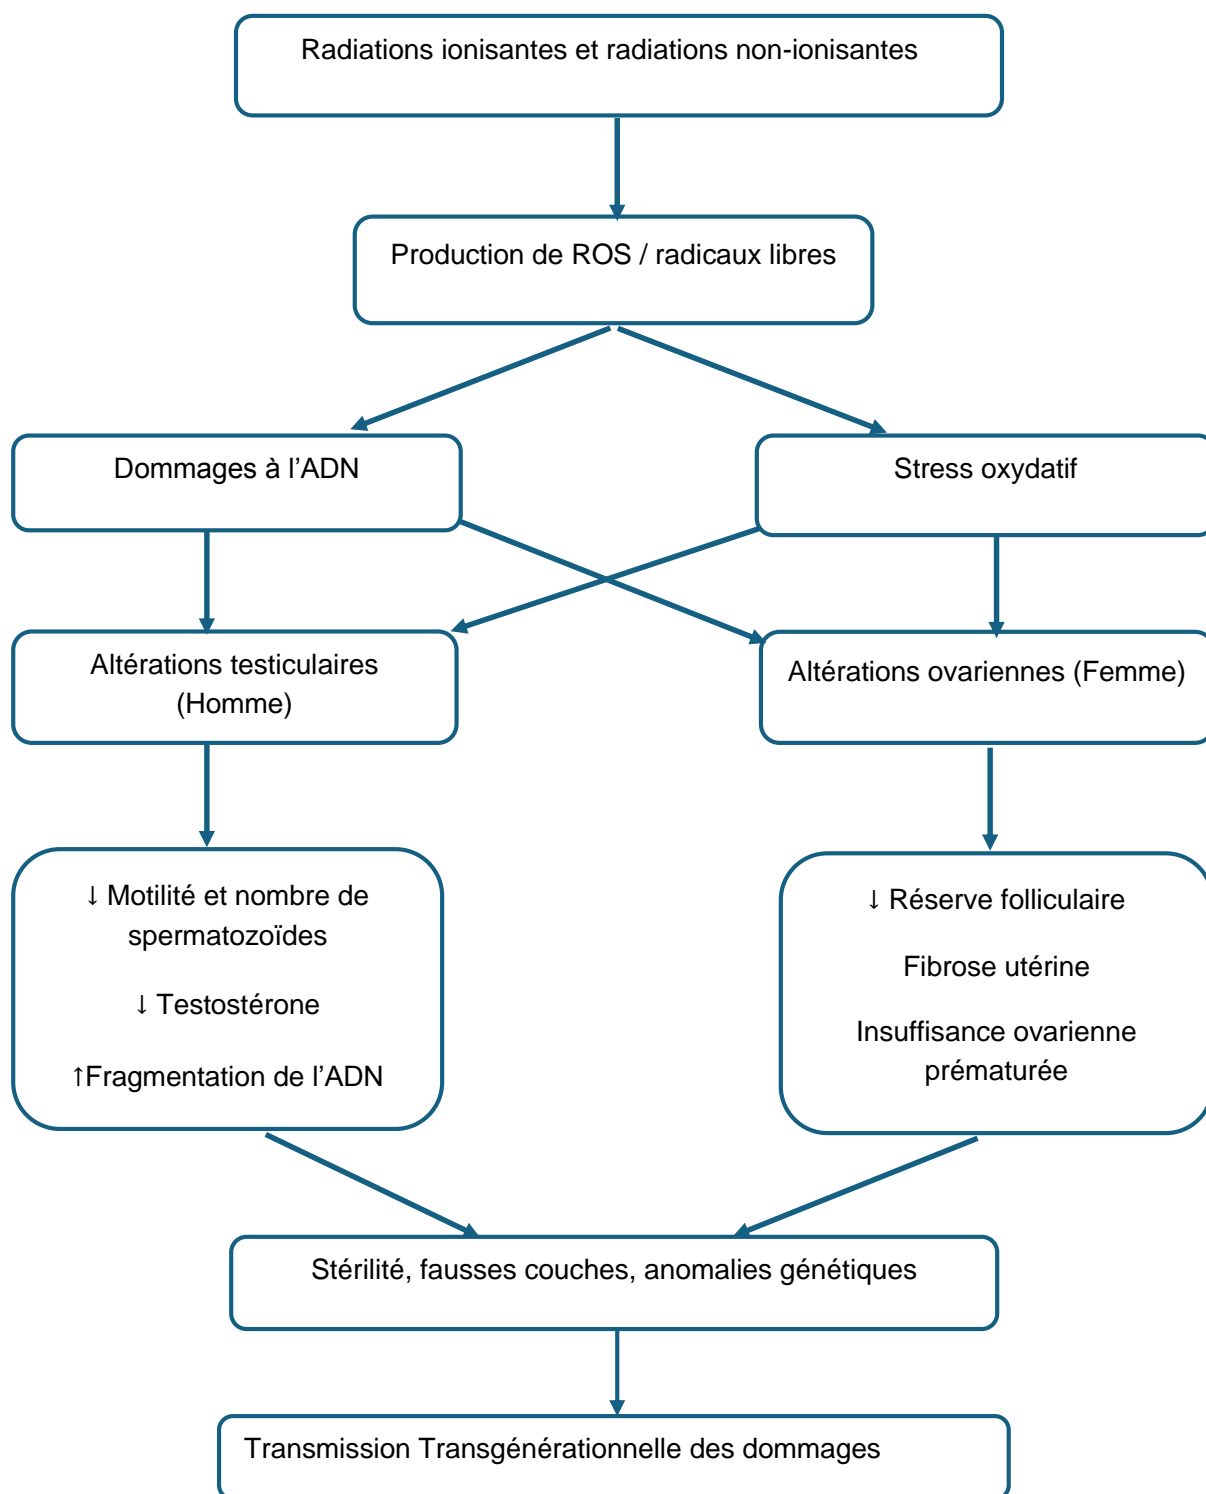 Radiations ionisantes et radiations non-ionisantes
Production de ROS / radicaux libres
Dommages à l’ADN
Stress oxydatif
Altérations testiculaires
(Homme)
Altérations ovariennes (Femme)
↓ Motilité et nombre de
spermatozoïdes
↓ Testostérone
↑Fragmentation de l’ADN
↓ Réserve folliculaire
Fibrose utérine
Insuffisance ovarienne
prématurée
Stérilité, fausses couches, anomalies génétiques
Transmission Transgénérationnelle des dommages